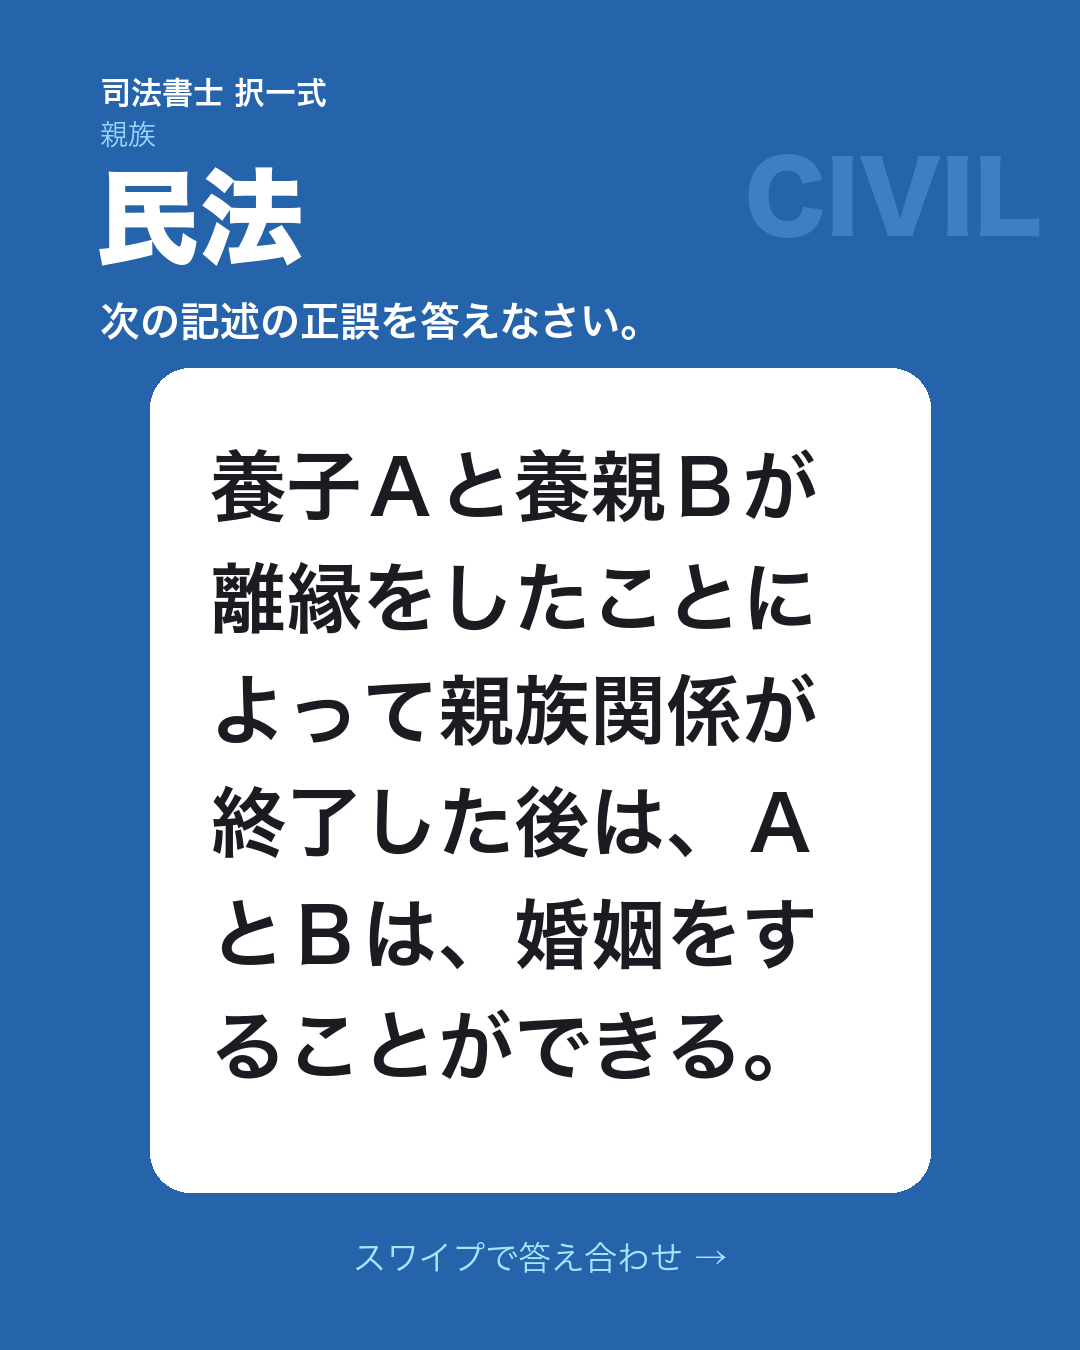 司法書士 択一式
親族
民法
CIVIL
次の記述の正誤を答えなさい。
養子Ａと養親Ｂが
離縁をしたことに
よって親族関係が
終了した後は、Ａ
とＢは、婚姻をす
ることができる。
スワイプで答え合わせ →